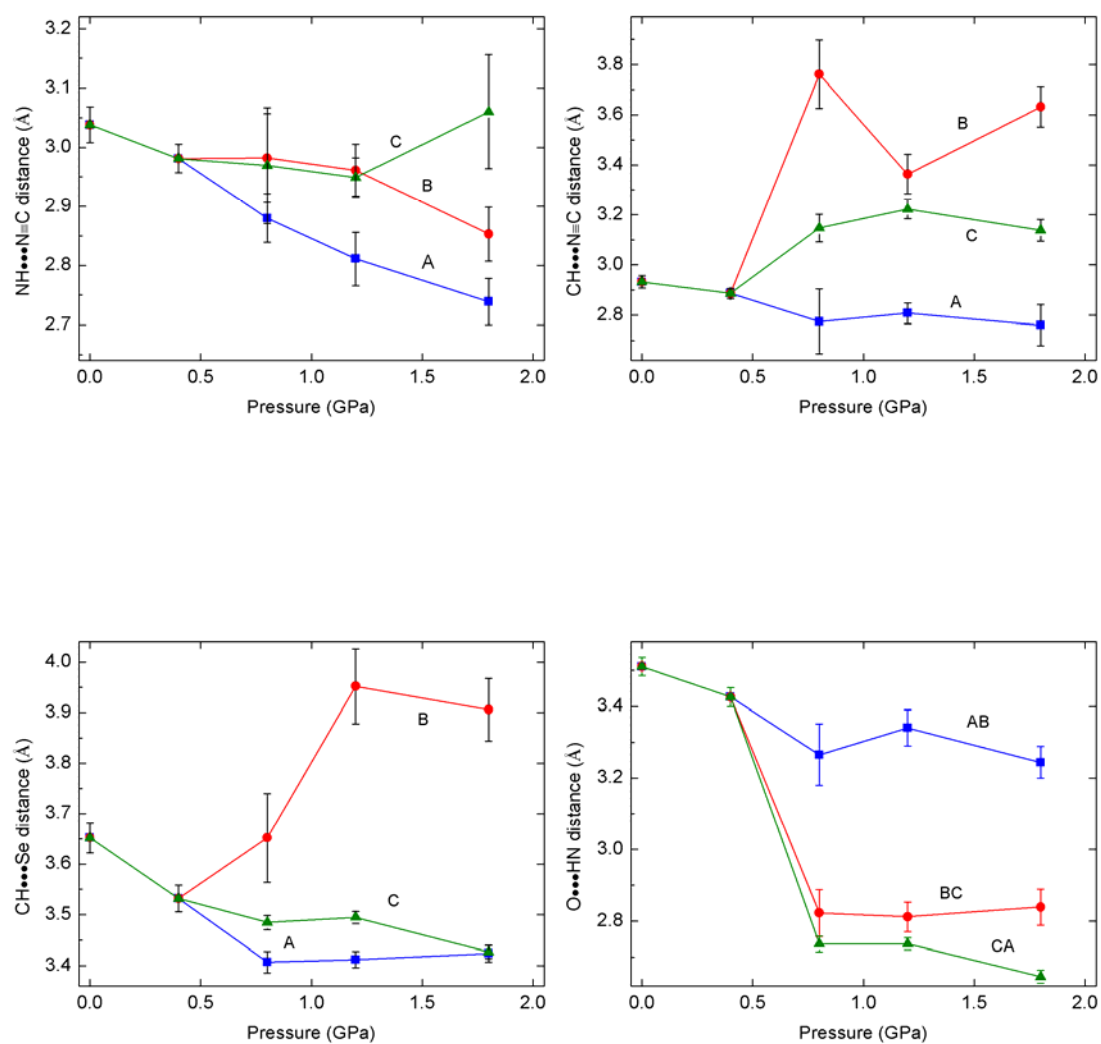 3.2
3.1
3.0
2.9
2.8
2.7
NH•••N≡C distance (Å)
C
B
A
0.0 0.5 1.0 1.5 2.0
Pressure (GPa)
3.8
3.6
3.4
3.2
3.0
2.8
CH•••N≡C distance (Å)
B
C
A
0.0 0.5 1.0 1.5 2.0
Pressure (GPa)
4.0
3.9
3.8
3.7
3.6
3.5
3.4
CH•••Se distance (Å)
B
C
A
0.0 0.5 1.0 1.5 2.0
Pressure (GPa)
3.4
3.2
3.0
2.8
O•••HN distance (Å)
AB
BC
CA
0.0 0.5 1.0 1.5 2.0
Pressure (GPa)